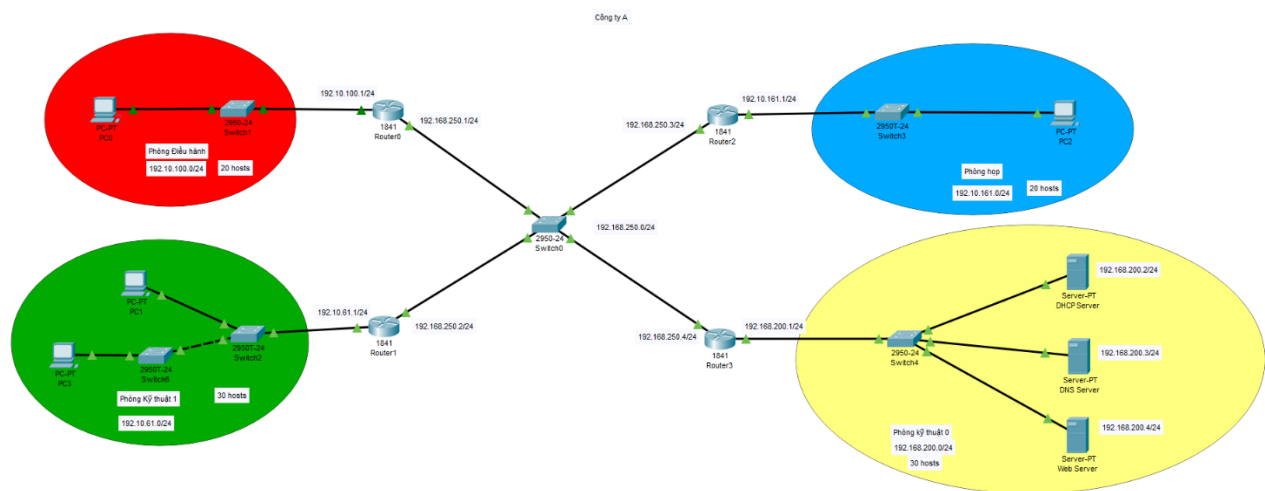 Công ty A
192.10.100.1/24
PC-PT
PC0
2950-24
Switch1
1841
Router0
192.168.250.1/24
Phòng Điều hành
192.10.100.0/24
20 hosts
192.10.161.1/24
192.168.250.3/24
1841
Router2
2950T-24
Switch3
PC-PT
PC2
Phòng họp
192.10.161.0/24
20 hosts
2950-24
Switch0
192.168.250.0/24
PC-PT
PC1
2950T-24
Switch2
PC-PT
PC3
2950T-24
Switch6
Phòng Kỹ thuật 1
30 hosts
192.10.61.0/24
192.10.61.1/24
1841
Router1
192.168.250.2/24
192.168.250.4/24
192.168.200.1/24
1841
Router3
2950-24
Switch4
Server-PT
DHCP Server
192.168.200.2/24
Server-PT
DNS Server
192.168.200.3/24
Server-PT
Web Server
192.168.200.4/24
Phòng kỹ thuật 0
192.168.200.0/24
30 hosts